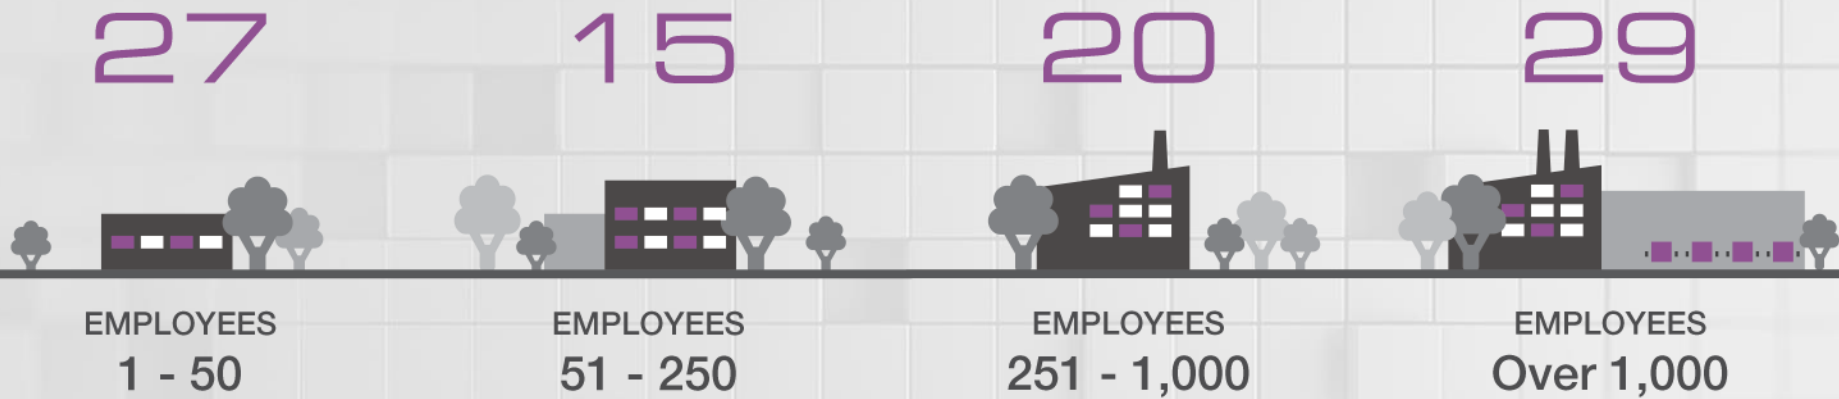 27 15 20 29
EMPLOYEES EMPLOYEES EMPLOYEES EMPLOYEES
1 - 50 51 - 250 251 - 1,000 Over 1,000